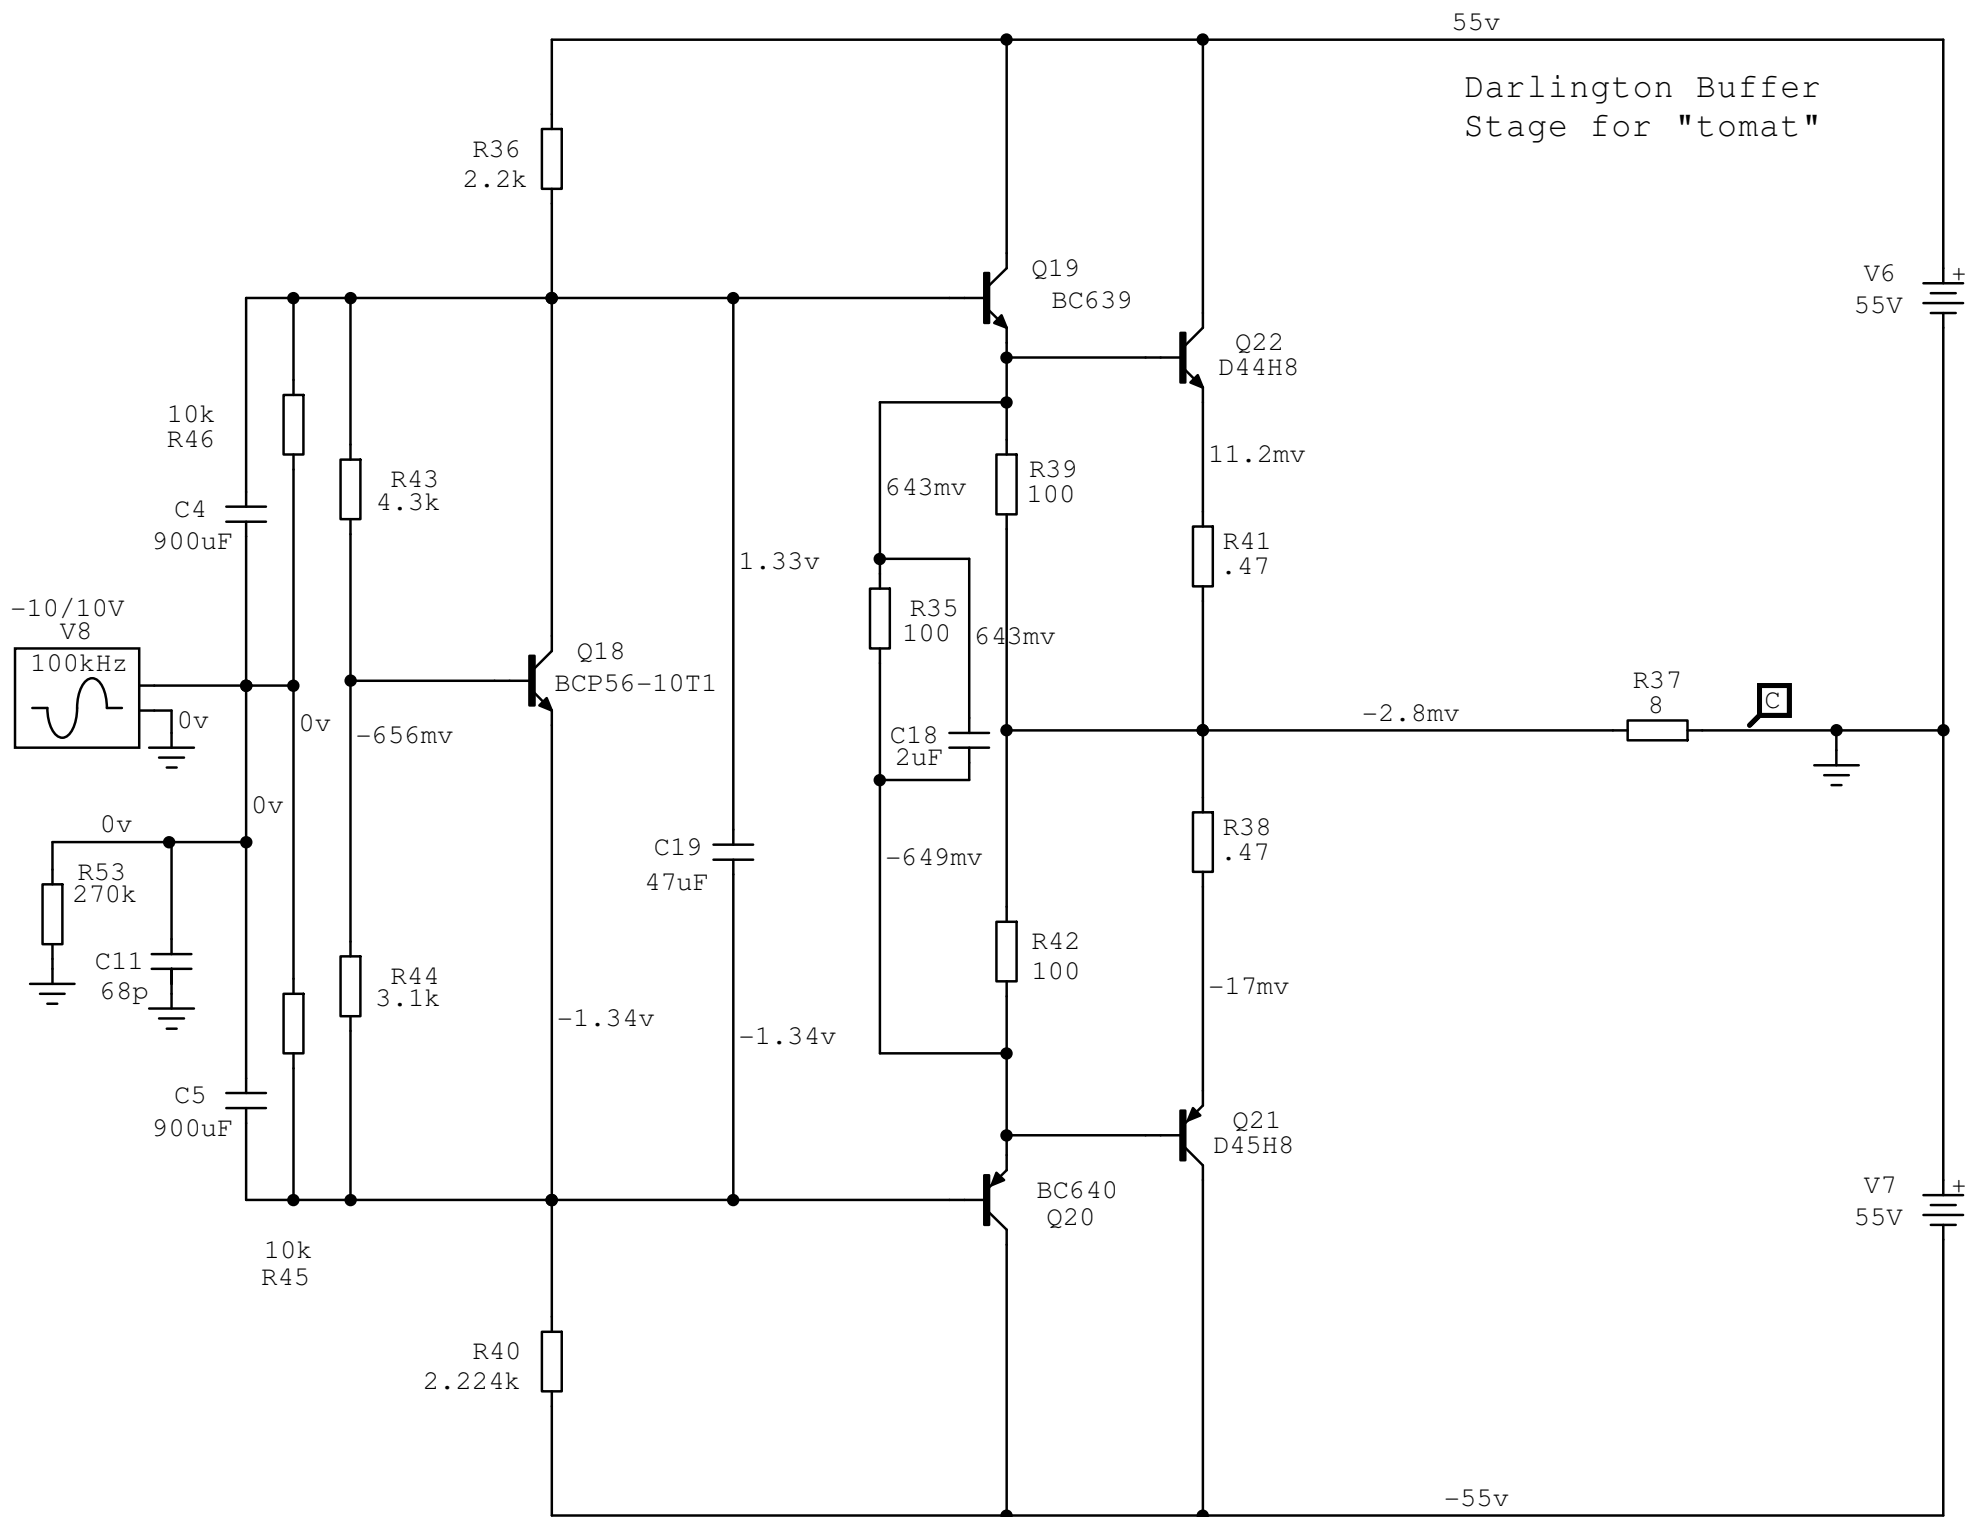 55v
Darlington Buffer
Stage for "tomat"
R36
2.2k
Q19
BC639
V6
55V
+
Q22
D44H8
10k
R46
R43
4.3k
643mv
R39
100
11.2mv
C4
900uF
1.33v
R41
.47
-10/10V
V8
100kHz
R35
100
643mv
Q18
BCP56-10T1
R37
8
C
0v
0v
-656mv
C18
2uF
-2.8mv
0v
0v
R53
270k
C19
47uF
-649mv
R38
.47
C11
68p
R44
3.1k
R42
100
-17mv
-1.34v
-1.34v
C5
900uF
Q21
D45H8
BC640
Q20
V7
55V
+
10k
R45
R40
2.224k
-55v